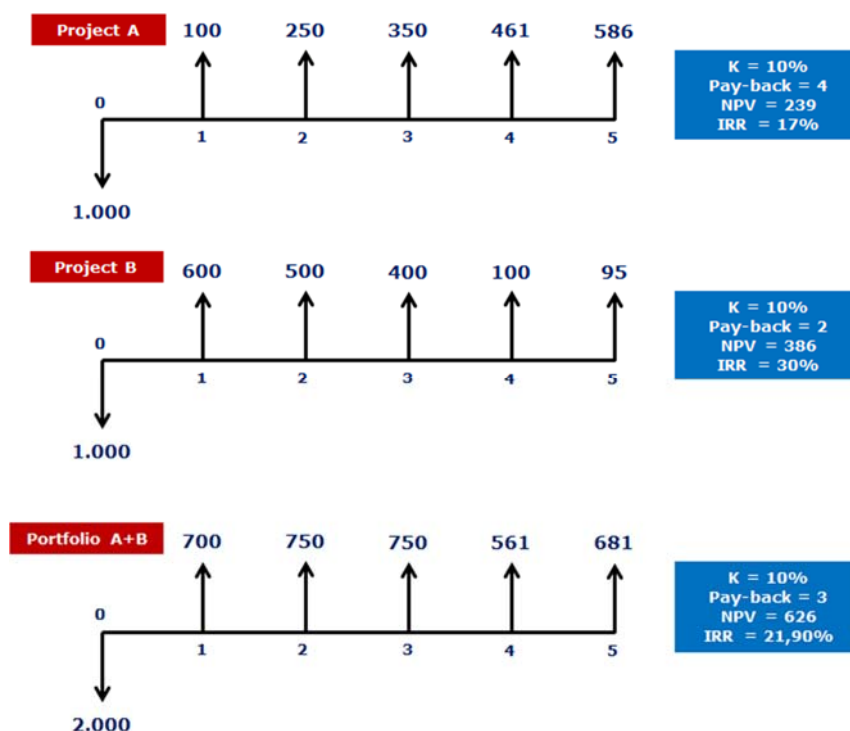 Project A 100 250 350 461 586
K = 10%
Pay-back = 4
NPV = 239
IRR = 17%
0
1 2 3 4 5
1.000
Project B 600 500 400 100 95
K = 10%
Pay-back = 2
NPV = 386
IRR = 30%
0
1 2 3 4 5
1.000
Portfolio A+B 700 750 750 561 681
K = 10%
Pay-back = 3
NPV = 626
IRR = 21,90%
0
1 2 3 4 5
2.000